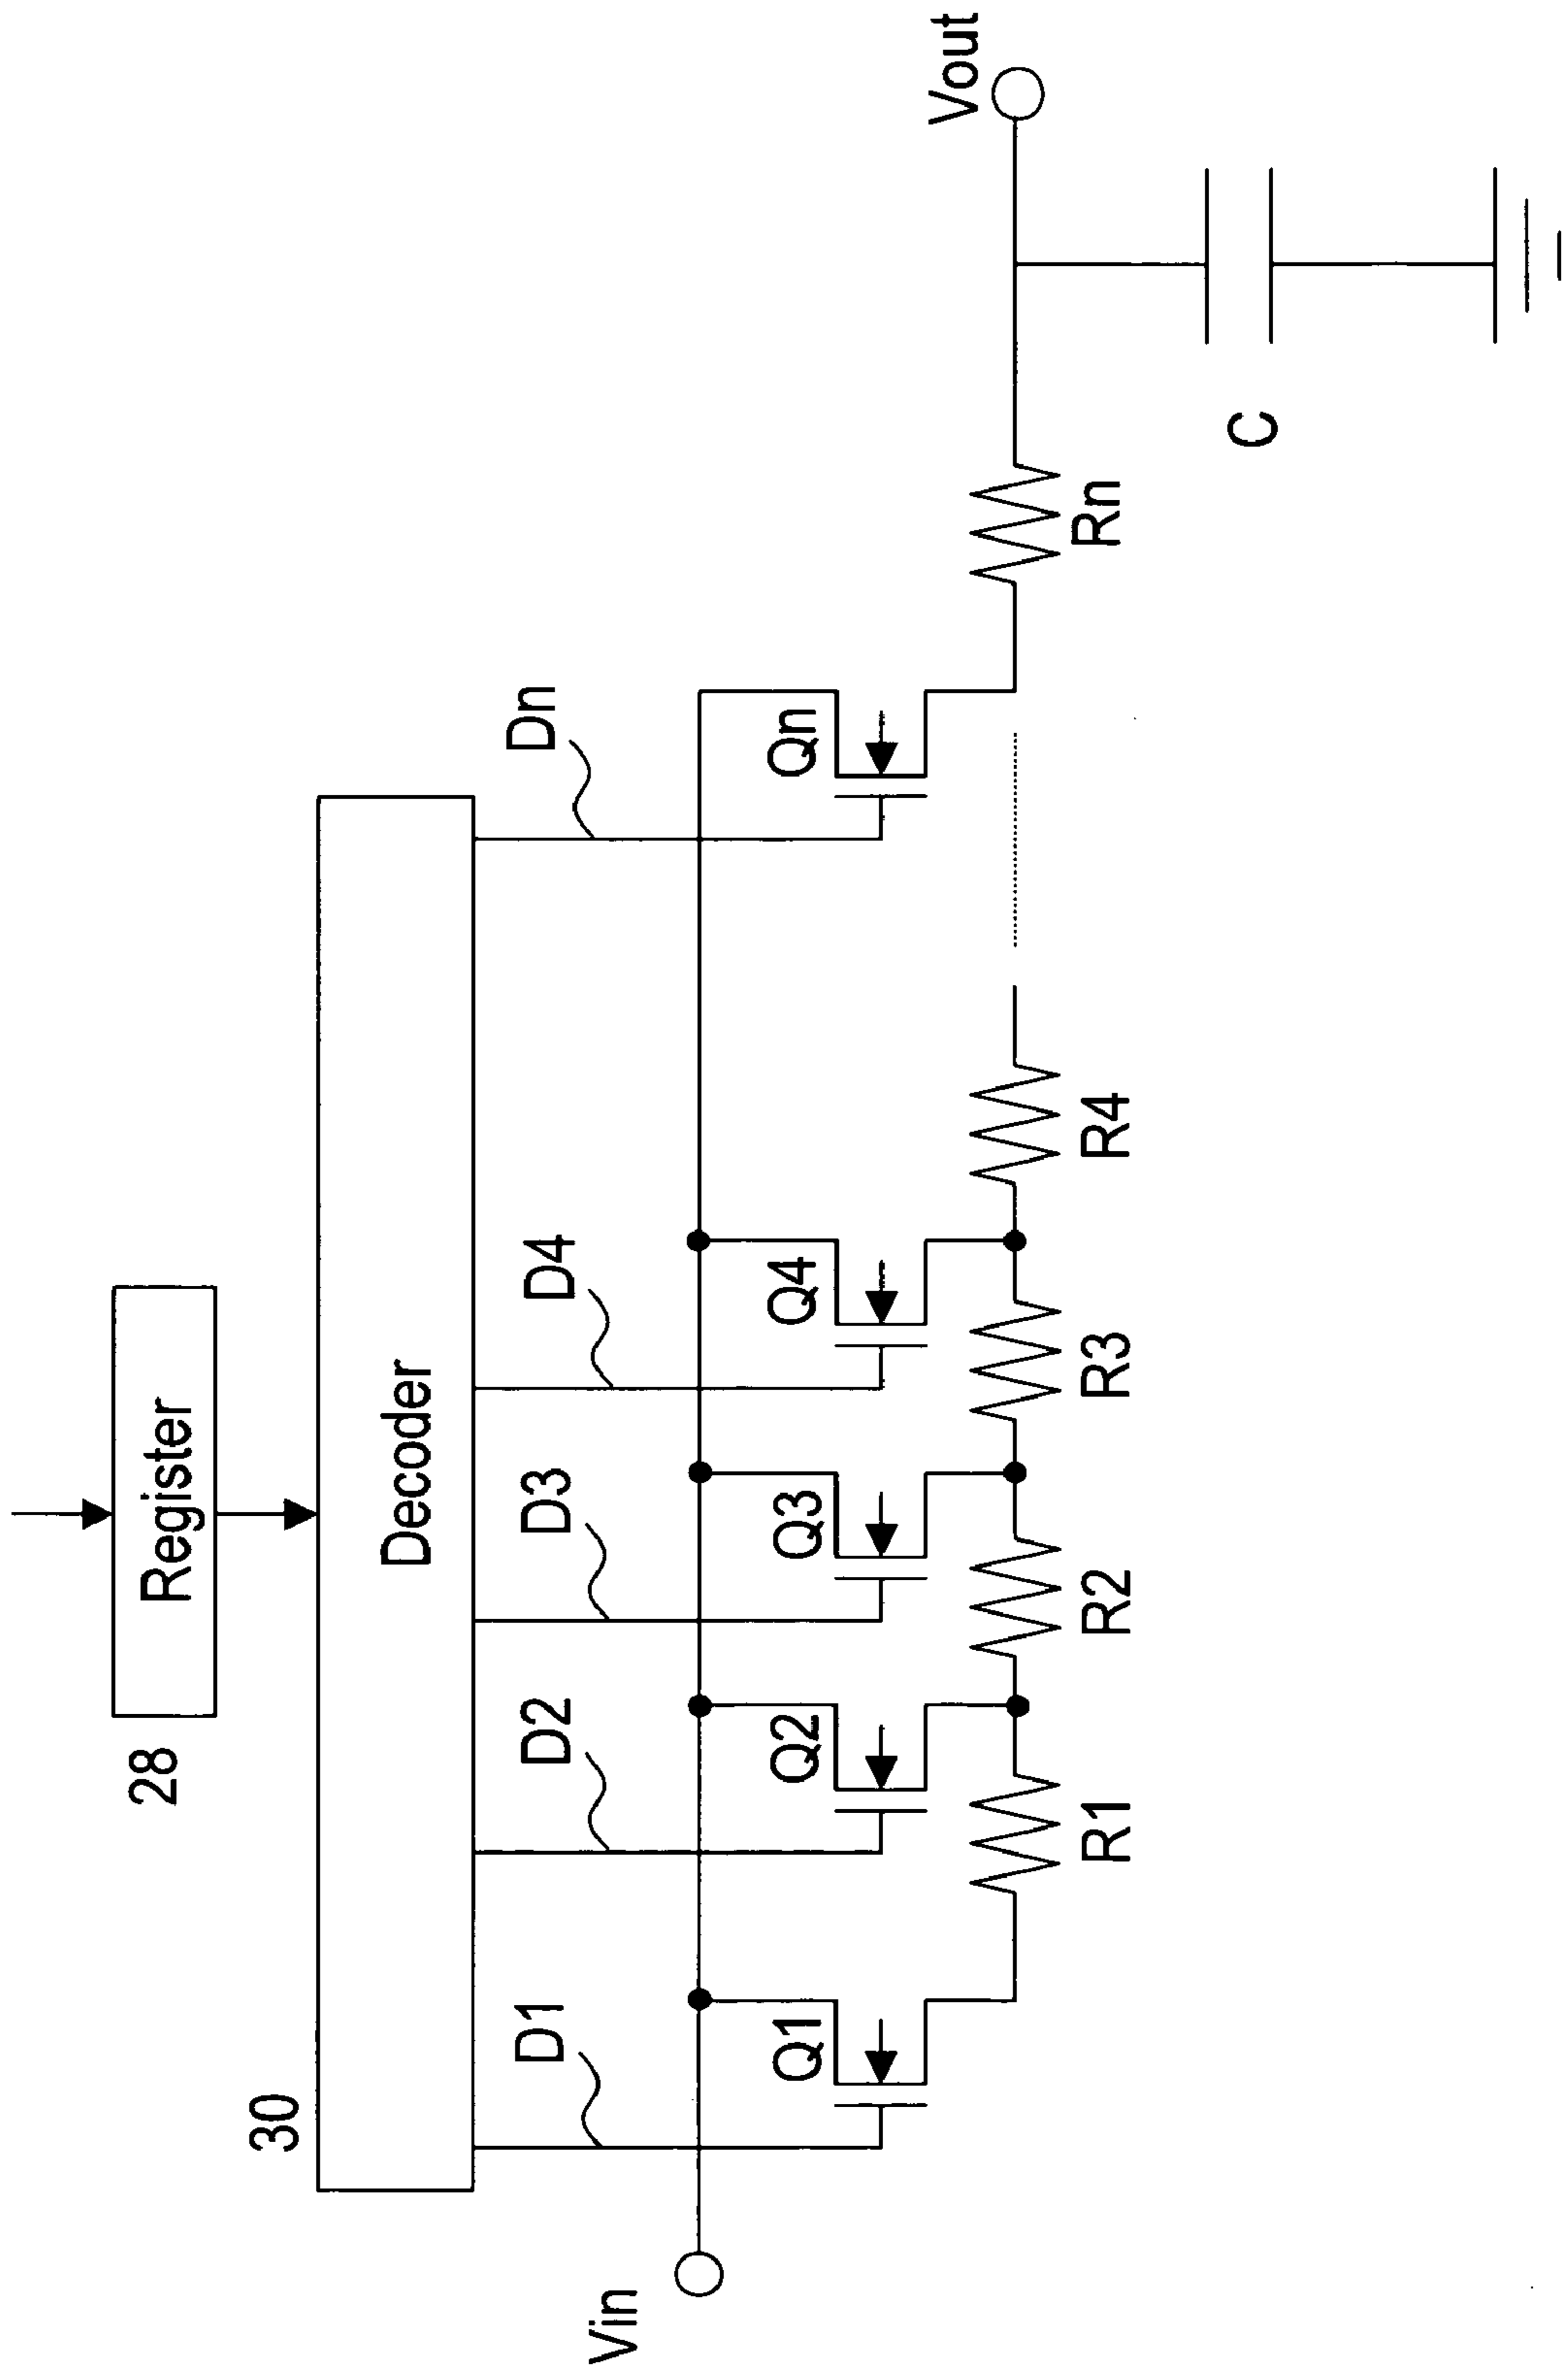 28
Register
30
Decoder
D1
D2
D3
D4
Dn
Vin
Q1
Q2
Q3
Q4
Qn
Vout
R1
R2
R3
R4
Rn
C